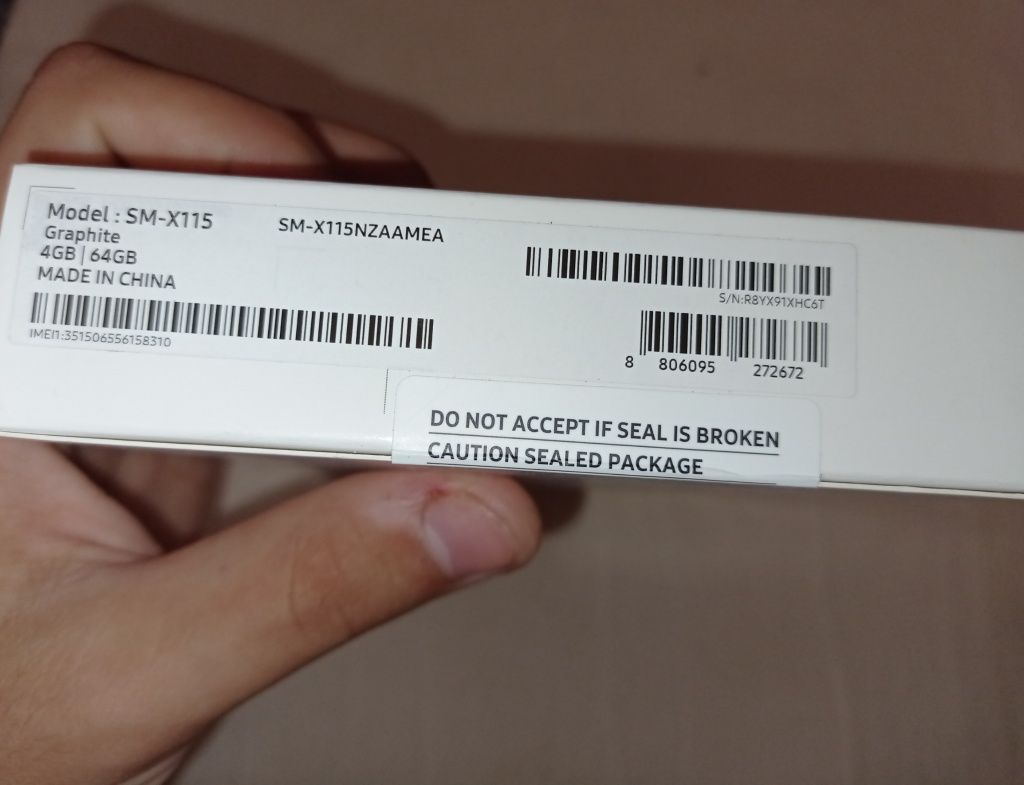 Model : SM-X115
SM-X115NZAAMEA
Graphite
4GB | 64GB
MADE IN CHINA
S/N:R8YX91XHC6T
IMEI1:351506556158310
8 806095 272672
DO NOT ACCEPT IF SEAL IS BROKEN
CAUTION SEALED PACKAGE